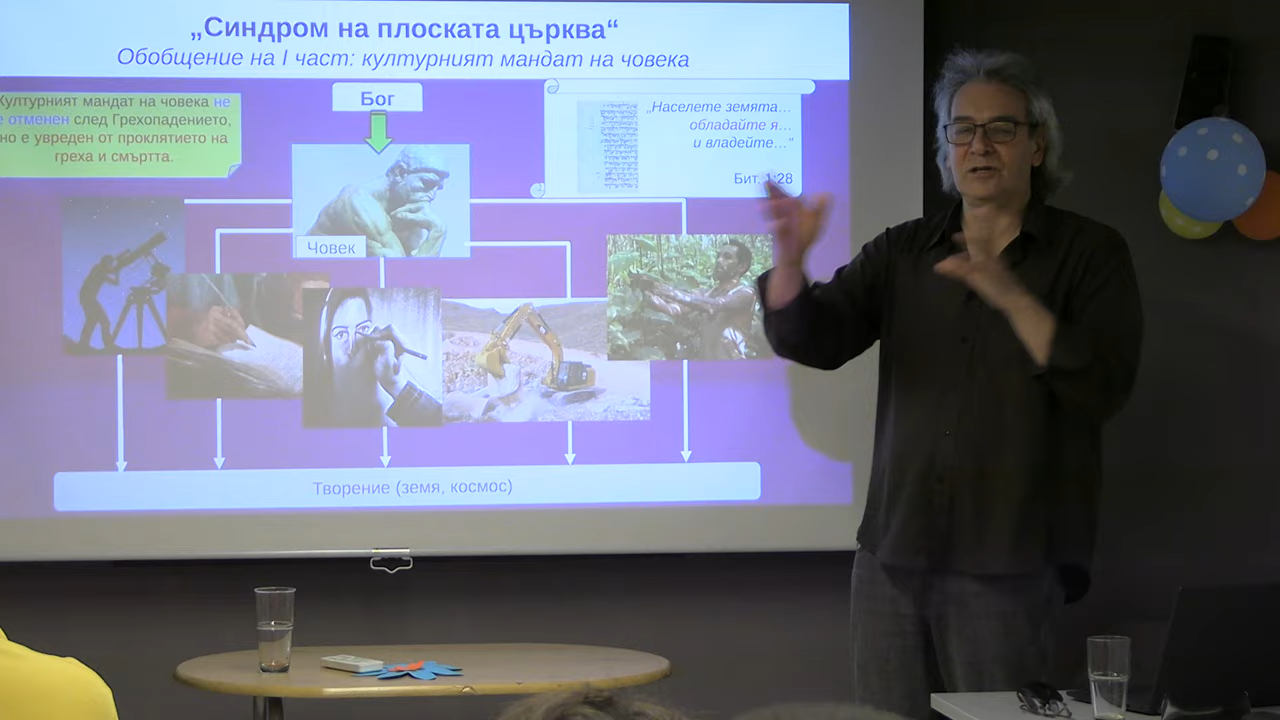 „Синдром на плоската църква“
Обобщение на I част: културният мандат на човека
Културният мандат на човека не
е отменен след Грехопадението,
но е увреден от проклятието на
греха и смъртта.
Бог
„Населете земята…
обладайте я…
и владейте…“
Бит. 1:28
Човек
Творение (земя, космос)